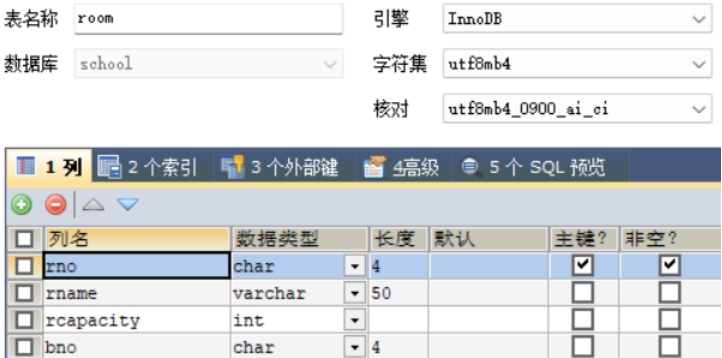 表名称 room 引擎 InnoDB
数据库 school 字符集 utf8mb4
核对 utf8mb4_0900_ai_ci
1 列 2 个索引 3 个外部键 4高级 5 个 SQL 预览
列名 数据类型 长度 默认 主键? 非空?
rno char 4
rname varchar 50
rcapacity int
bno char 4